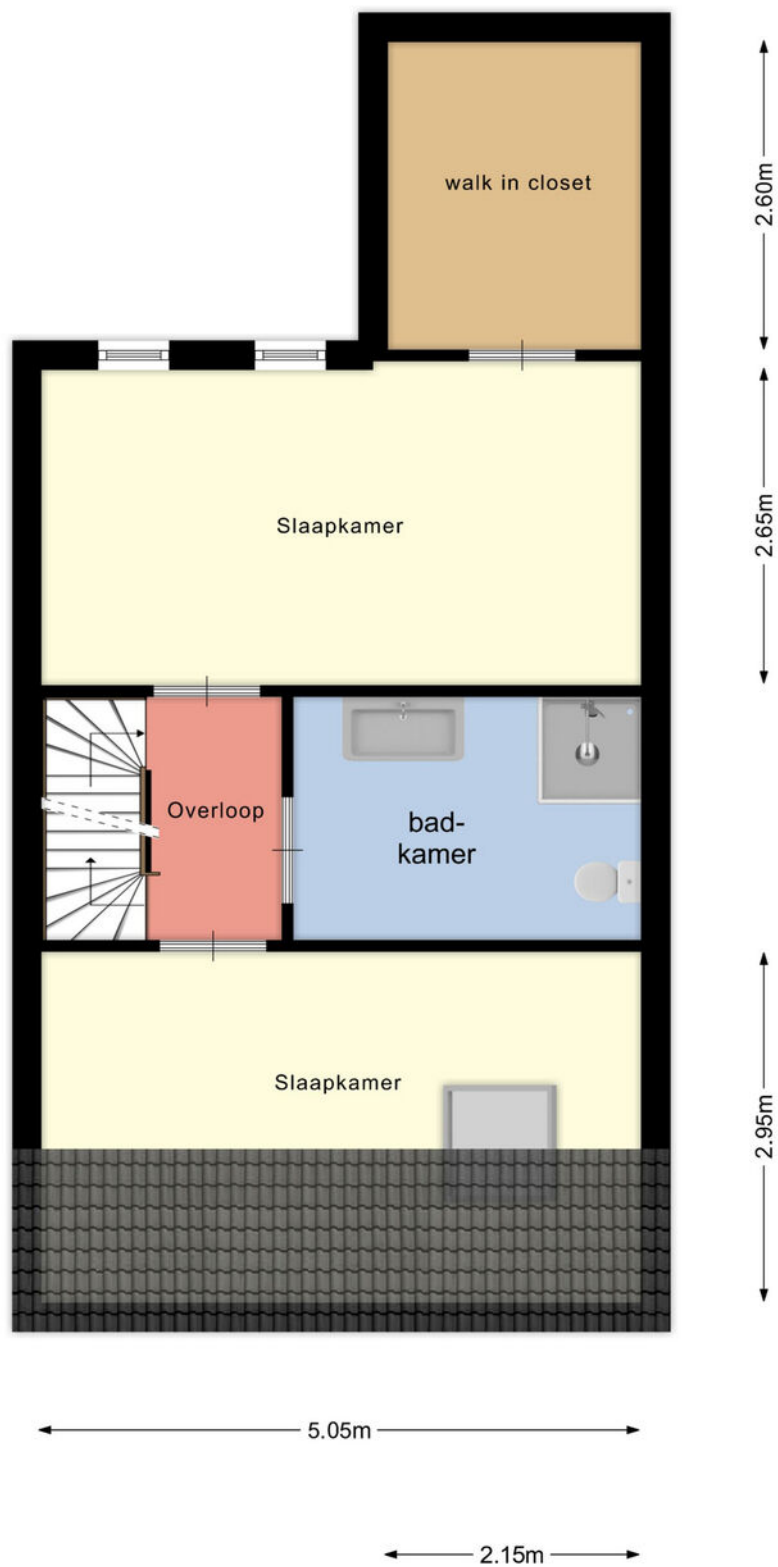 walk in closet
2.60m
Slaapkamer
2.65m
Overloop
bad-
kamer
Slaapkamer
2.95m
5.05m
2.15m